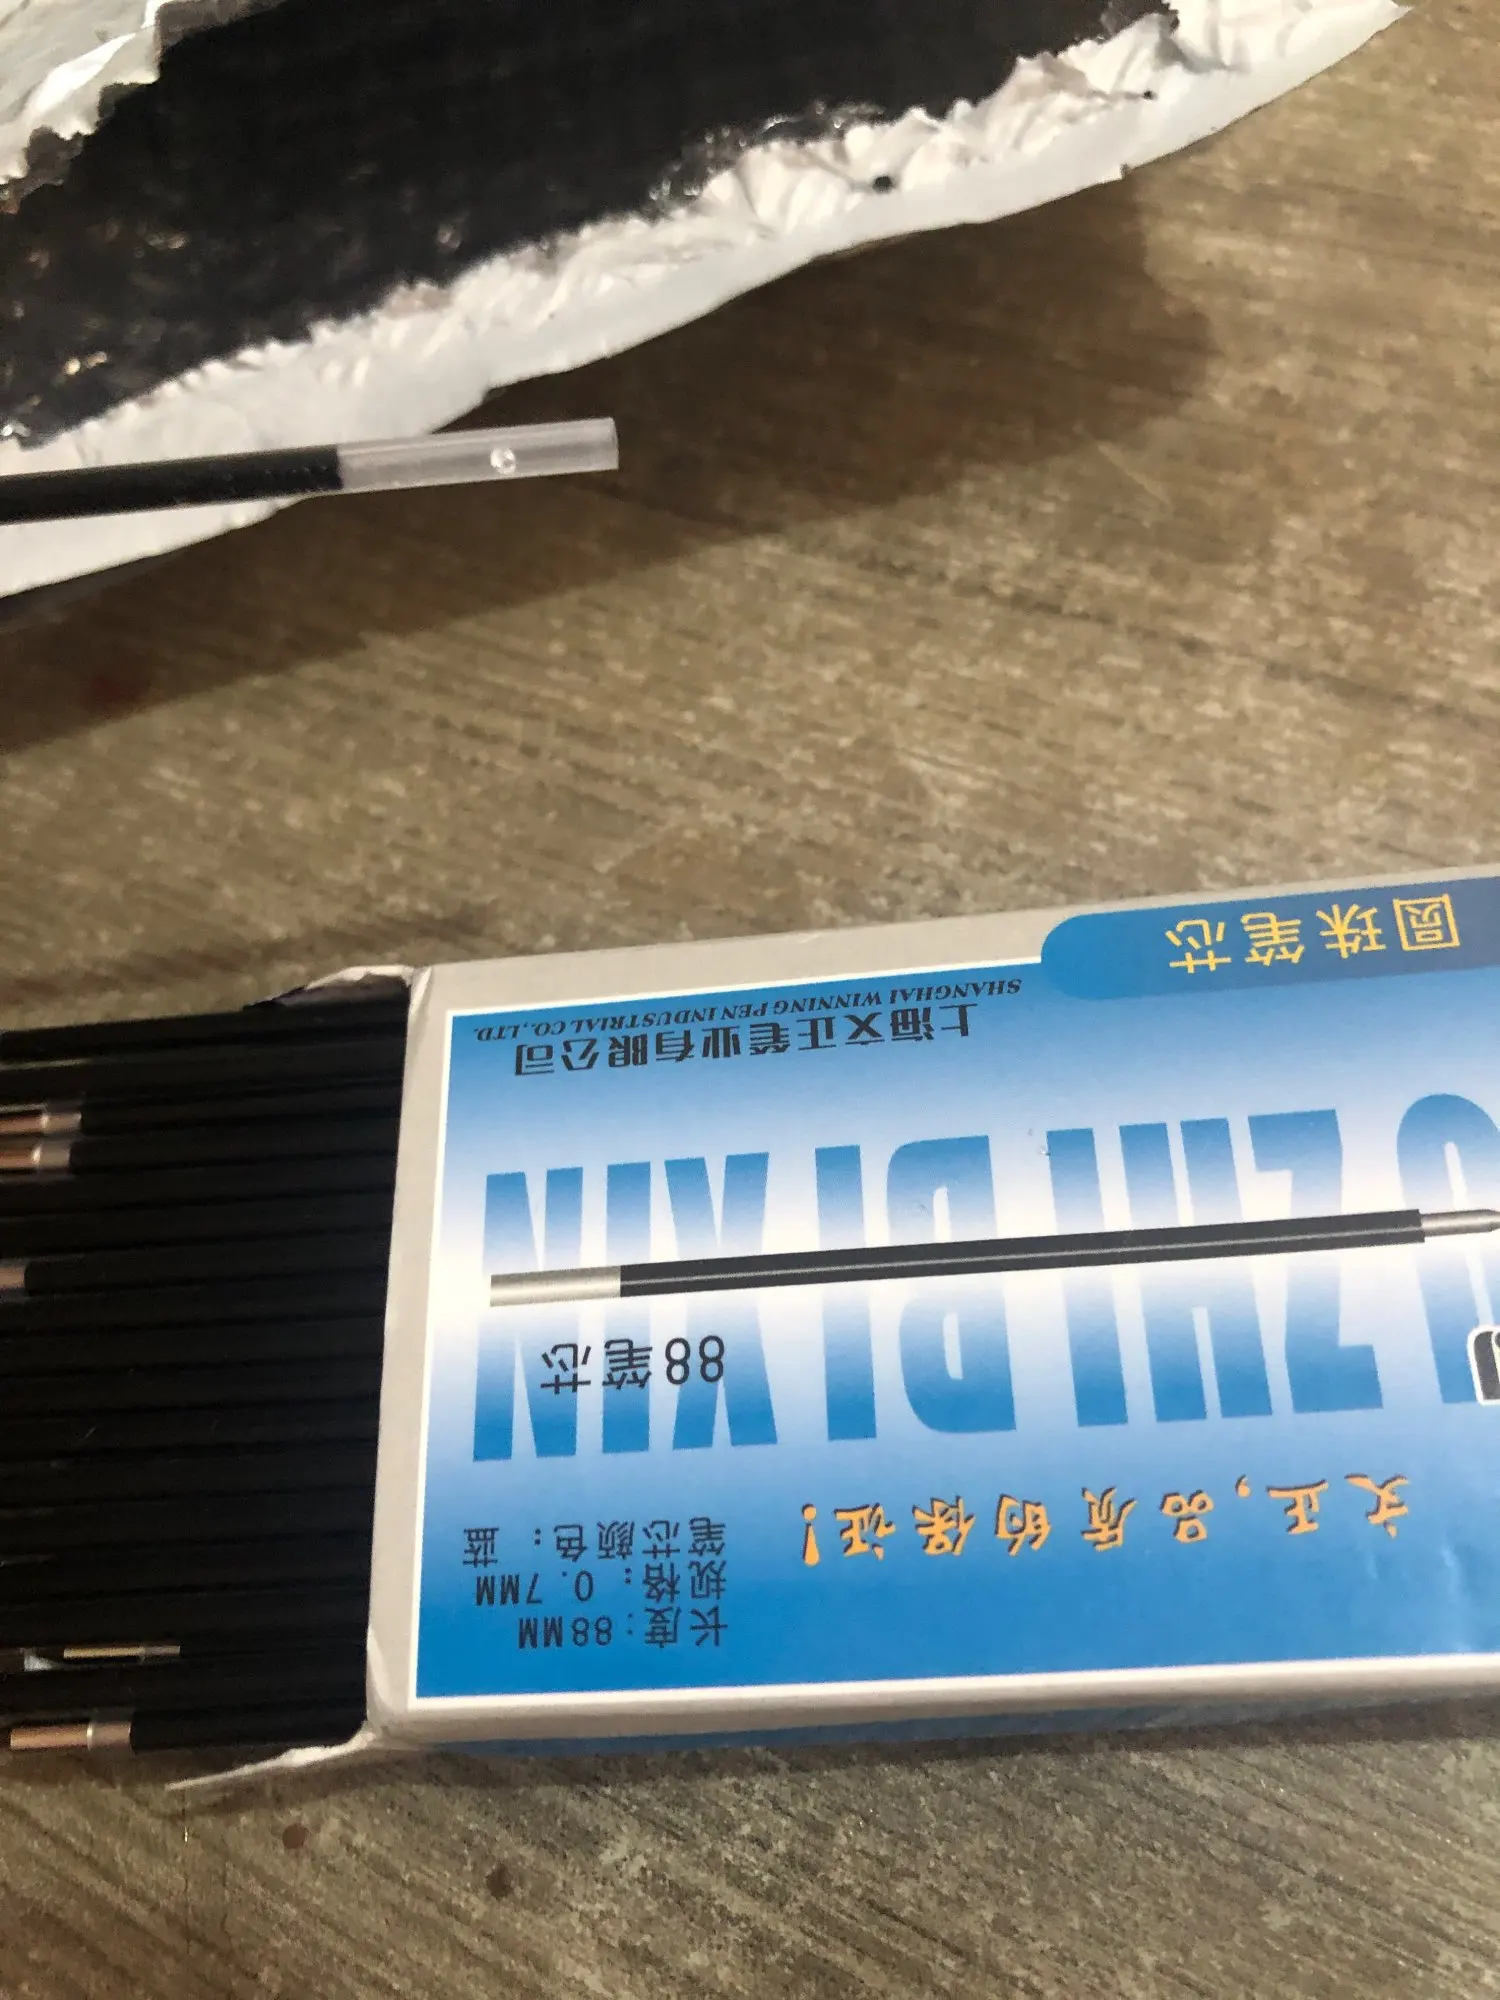 长度:88MM
规格: 0.7MM
笔芯颜色: 蓝
文正,品质的保证!
88笔芯
ZHI BI XIN
上海文正笔业有限公司
SHANGHAI WINNING PEN INDUSTRIAL CO.,LTD.
圆珠笔芯